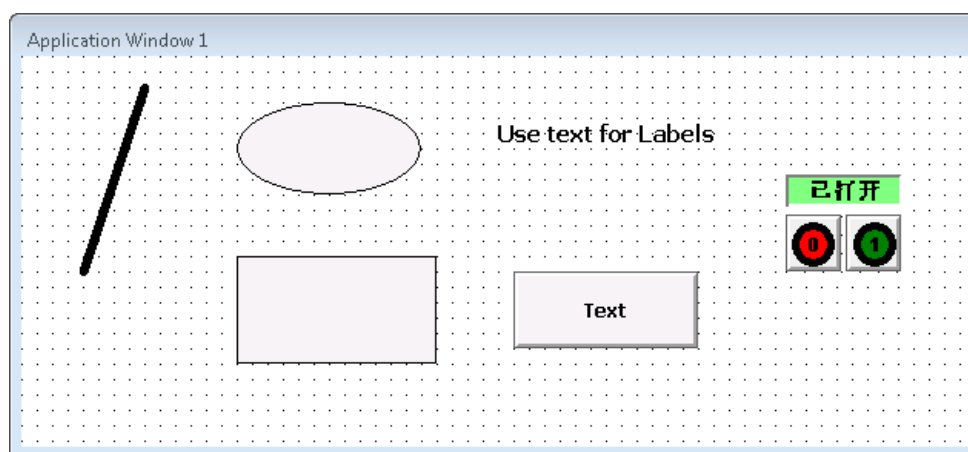 Application Window 1
Use text for Labels
已打开
0 1
Text